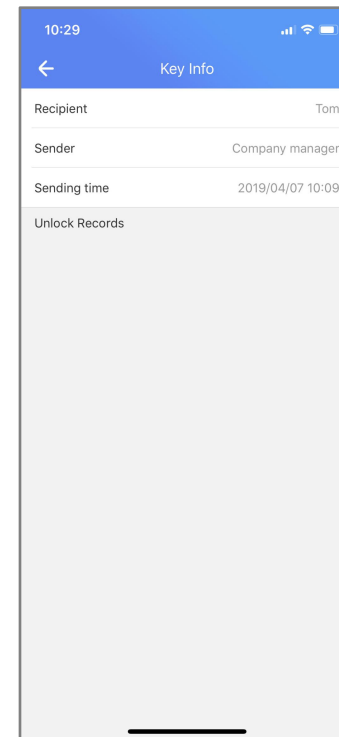 10:29
Key Info
Recipient Tom
Sender Company manager
Sending time 2019/04/07 10:09
Unlock Records